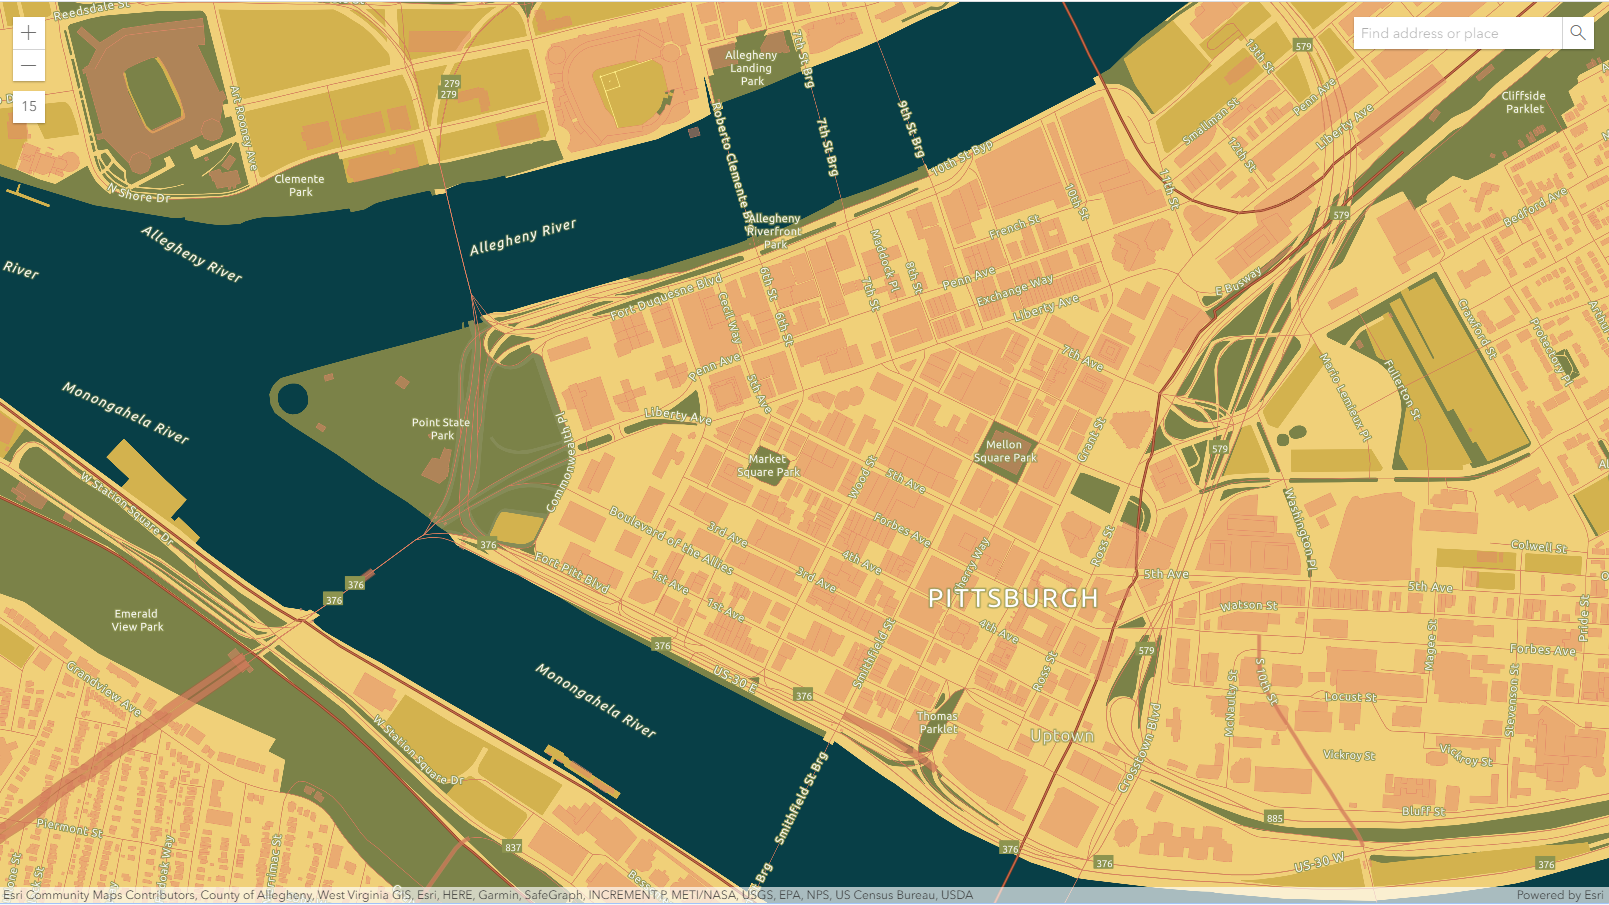 Reedsdale St
+
−
15
Find address or place
279
279
Art Rooney Ave
Allegheny
Landing
Park
7th St Brg
7th St Brg
9th St Brg
Roberto Clemente
13th St
579
Penn Ave
Liberty Ave
Smallman St
12th St
Cliffside
Parklet
Clemente
Park
N Shore Dr
10th St Byp
11th St
10th St
579
Bedford Ave
Allegheny River
Allegheny River
River
Allegheny
Riverfront
Park
French St
Maddock Pl
8th St
7th St
Penn Ave
Exchange Way
Liberty Ave
E Busway
Fort Duquesne Blvd
6th St
6th St
Cecil Way
7th Ave
Crawford St
Protectory Pl
Mario Lemieux Pl
Fullerton St
Penn Ave
5th Ave
Liberty Ave
Monongahela River
Point State
Park
Commonwealth Pl
Market
Square Park
Mellon
Square Park
Grant St
579
Wood St
5th Ave
Forbes Ave
W Station Square Dr
376
Boulevard of the Allies
3rd Ave
4th Ave
3rd Ave
Ross St
Washington Pl
Colwell St
5th Ave
5th Ave
Fort Pitt Blvd
1st Ave
1st Ave
376
376
PITTSBURGH
Watson St
Pride St
Emerald
View Park
4th Ave
Smithfield St
376
579
Magee St
Forbes Ave
Ross St
S 10th St
Grandview Ave
Monongahela River
US-30 E
376
McNaulty St
Locust St
Stevenson St
Thomas
Parklet
Uptown
Crosstown Blvd
Vickroy St
Vickroy St
W Station Square Dr
Smithfield St Brg
Piermont St
837
885
Bluff St
376
376
US-30 W
376
Esri Community Maps Contributors, County of Allegheny, West Virginia GIS, Esri, HERE, Garmin, SafeGraph, INCREMENT P, METI/NASA, USGS, EPA, NPS, US Census Bureau, USDA
Powered by Esri